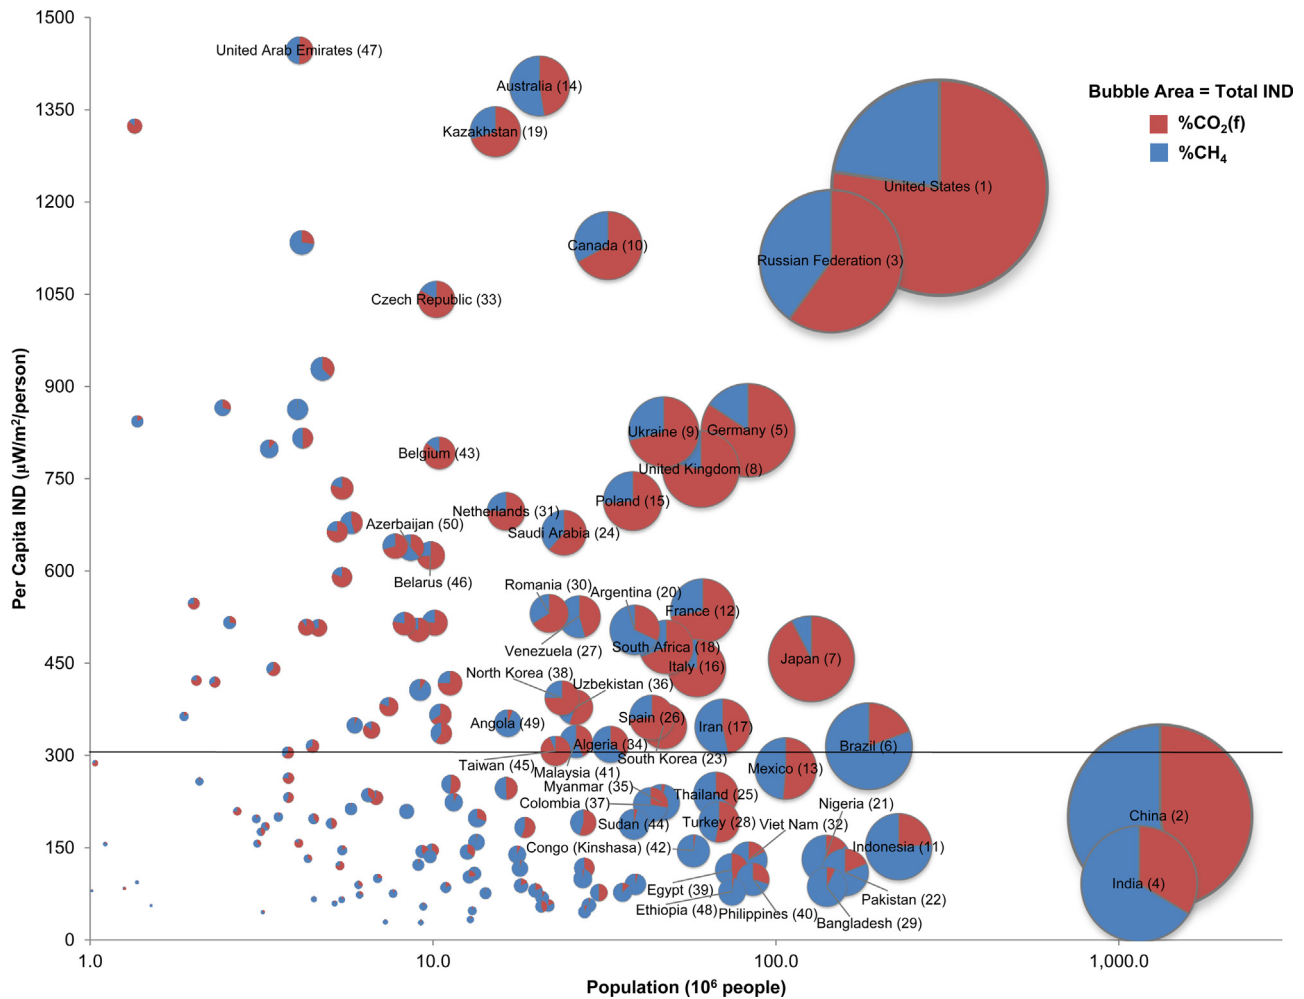 1500
1350
1200
1050
900
750
600
450
300
150
0
Per Capita IND (µW/m²/person)
1.0
10.0
100.0
1,000.0
Population (10⁶ people)
Bubble Area = Total IND
%CO₂(f)
%CH₄
United Arab Emirates (47)
Australia (14)
Kazakhstan (19)
United States (1)
Canada (10)
Russian Federation (3)
Czech Republic (33)
Ukraine (9)
Germany (5)
Belgium (43)
United Kingdom (8)
Poland (15)
Netherlands (31)
Azerbaijan (50)
Saudi Arabia (24)
Belarus (46)
Romania (30)
Argentina (20)
France (12)
Venezuela (27)
South Africa (18)
Japan (7)
Italy (16)
North Korea (38)
Uzbekistan (36)
Angola (49)
Spain (26)
Iran (17)
Algeria (34)
Brazil (6)
South Korea (23)
Taiwan (45)
Malaysia (41)
Mexico (13)
Myanmar (35)
Thailand (25)
Colombia (37)
Nigeria (21)
Sudan (44)
Turkey (28)
Viet Nam (32)
China (2)
Congo (Kinshasa) (42)
Indonesia (11)
India (4)
Egypt (39)
Pakistan (22)
Ethiopia (48)
Philippines (40)
Bangladesh (29)